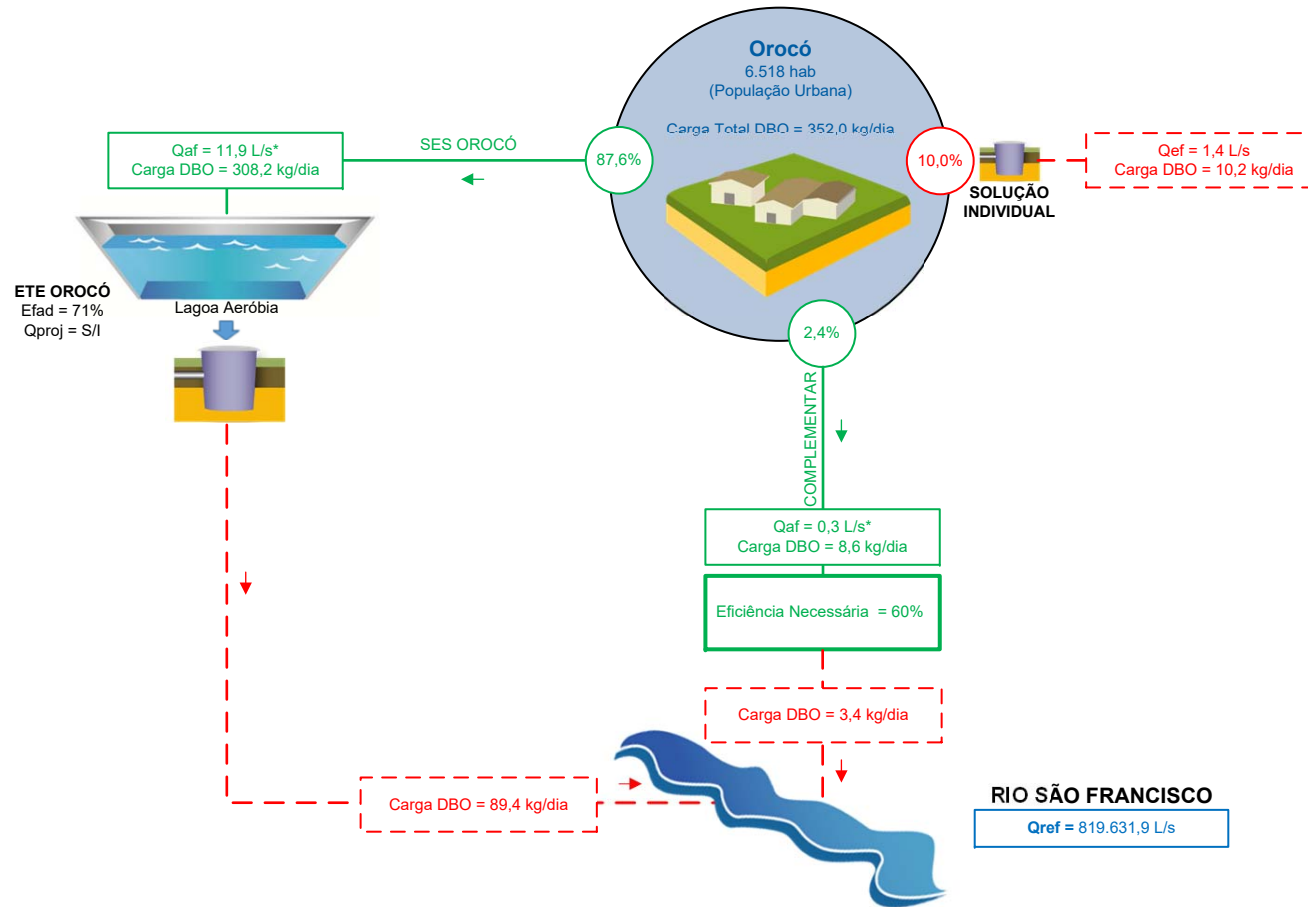 Orocó
6.518 hab
(População Urbana)
Carga Total DBO = 352,0 kg/dia
Qaf = 11,9 L/s*
Carga DBO = 308,2 kg/dia
SES OROCÓ
87,6%
10,0%
SOLUÇÃO
INDIVIDUAL
Qef = 1,4 L/s
Carga DBO = 10,2 kg/dia
ETE OROCÓ
Efad = 71%
Qproj = S/I
Lagoa Aeróbia
2,4%
COMPLEMENTAR
Qaf = 0,3 L/s*
Carga DBO = 8,6 kg/dia
Eficiência Necessária = 60%
Carga DBO = 3,4 kg/dia
Carga DBO = 89,4 kg/dia
RIO SÃO FRANCISCO
Qref = 819.631,9 L/s